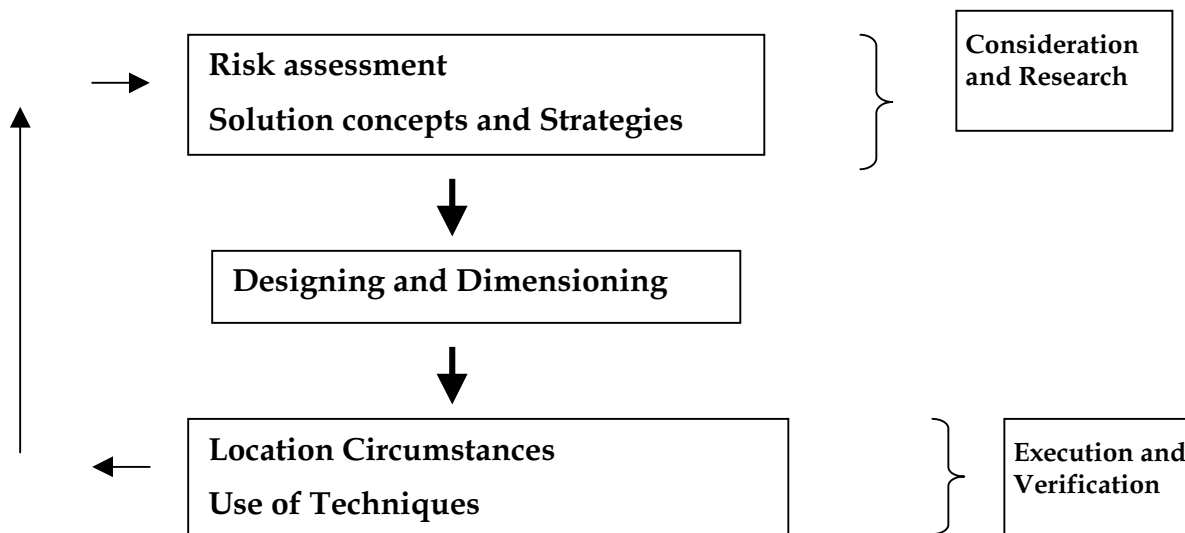 Risk assessment
Solution concepts and Strategies
Consideration
and Research
Designing and Dimensioning
Location Circumstances
Use of Techniques
Execution and
Verification